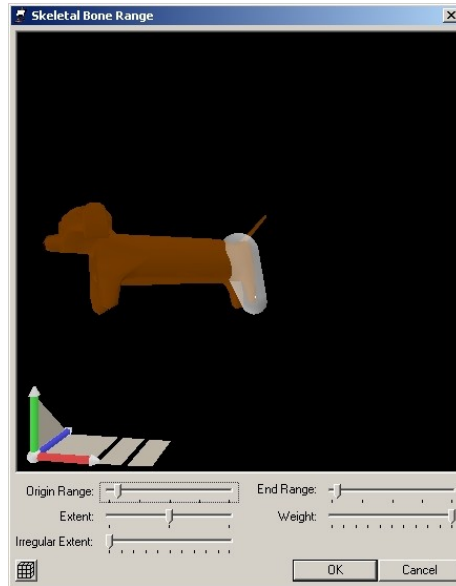 Skeletal Bone Range
Origin Range:
End Range:
Extent:
Weight:
Irregular Extent:
OK
Cancel